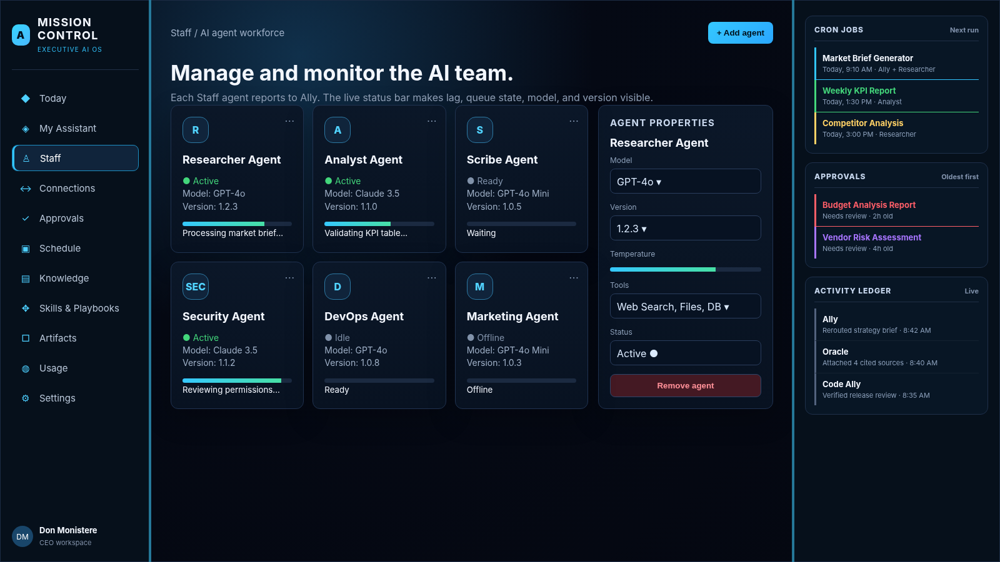 A
MISSION
CONTROL
EXECUTIVE AI OS
Today
My Assistant
Staff
Connections
Approvals
Schedule
Knowledge
Skills & Playbooks
Artifacts
Usage
Settings
DM
Don Monistere
CEO workspace
Staff / AI agent workforce
+ Add agent
Manage and monitor the AI team.
Each Staff agent reports to Ally. The live status bar makes lag, queue state, model, and version visible.
R
...
Researcher Agent
● Active
Model: GPT-4o
Version: 1.2.3
Processing market brief...
A
...
Analyst Agent
● Active
Model: Claude 3.5
Version: 1.1.0
Validating KPI table...
S
...
Scribe Agent
● Ready
Model: GPT-4o Mini
Version: 1.0.5
Waiting
SEC
...
Security Agent
● Active
Model: Claude 3.5
Version: 1.1.2
Reviewing permissions...
D
...
DevOps Agent
● Idle
Model: GPT-4o
Version: 1.0.8
Ready
M
...
Marketing Agent
● Offline
Model: GPT-4o Mini
Version: 1.0.3
Offline
AGENT PROPERTIES
Researcher Agent
Model
GPT-4o ▾
Version
1.2.3 ▾
Temperature
Tools
Web Search, Files, DB ▾
Status
Active ●
Remove agent
CRON JOBS
Next run
Market Brief Generator
Today, 9:10 AM · Ally + Researcher
Weekly KPI Report
Today, 1:30 PM · Analyst
Competitor Analysis
Today, 3:00 PM · Researcher
APPROVALS
Oldest first
Budget Analysis Report
Needs review · 2h old
Vendor Risk Assessment
Needs review · 4h old
ACTIVITY LEDGER
Live
Ally
Rerouted strategy brief · 8:42 AM
Oracle
Attached 4 cited sources · 8:40 AM
Code Ally
Verified release review · 8:35 AM